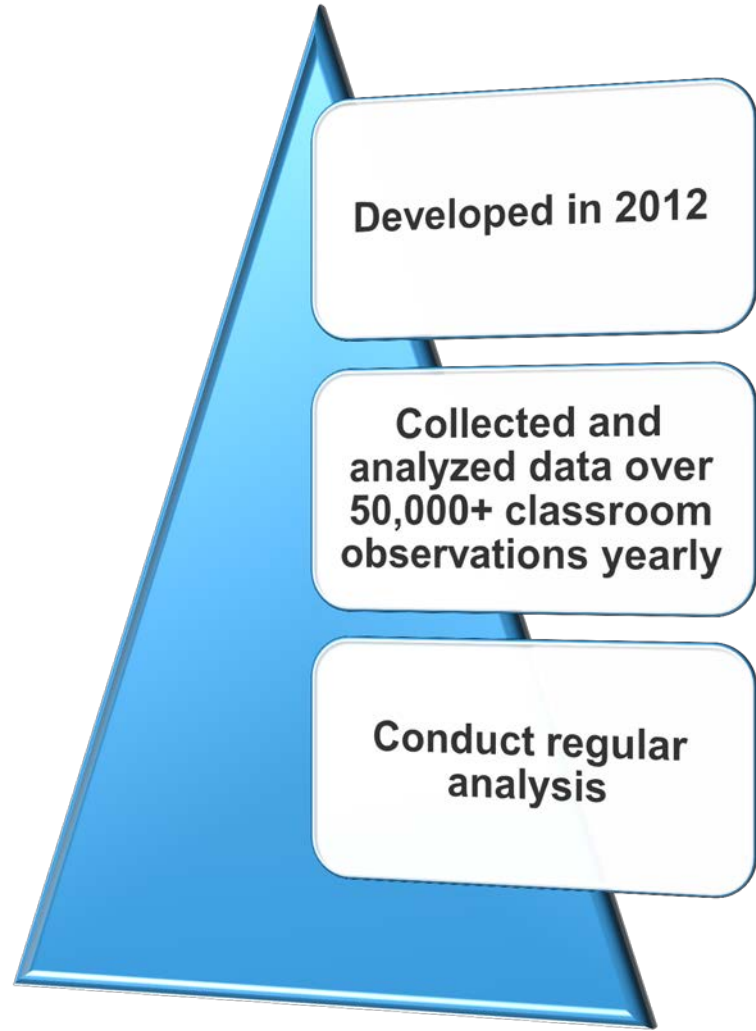 Developed in 2012
Collected and
analyzed data over
50,000+ classroom
observations yearly
Conduct regular
analysis